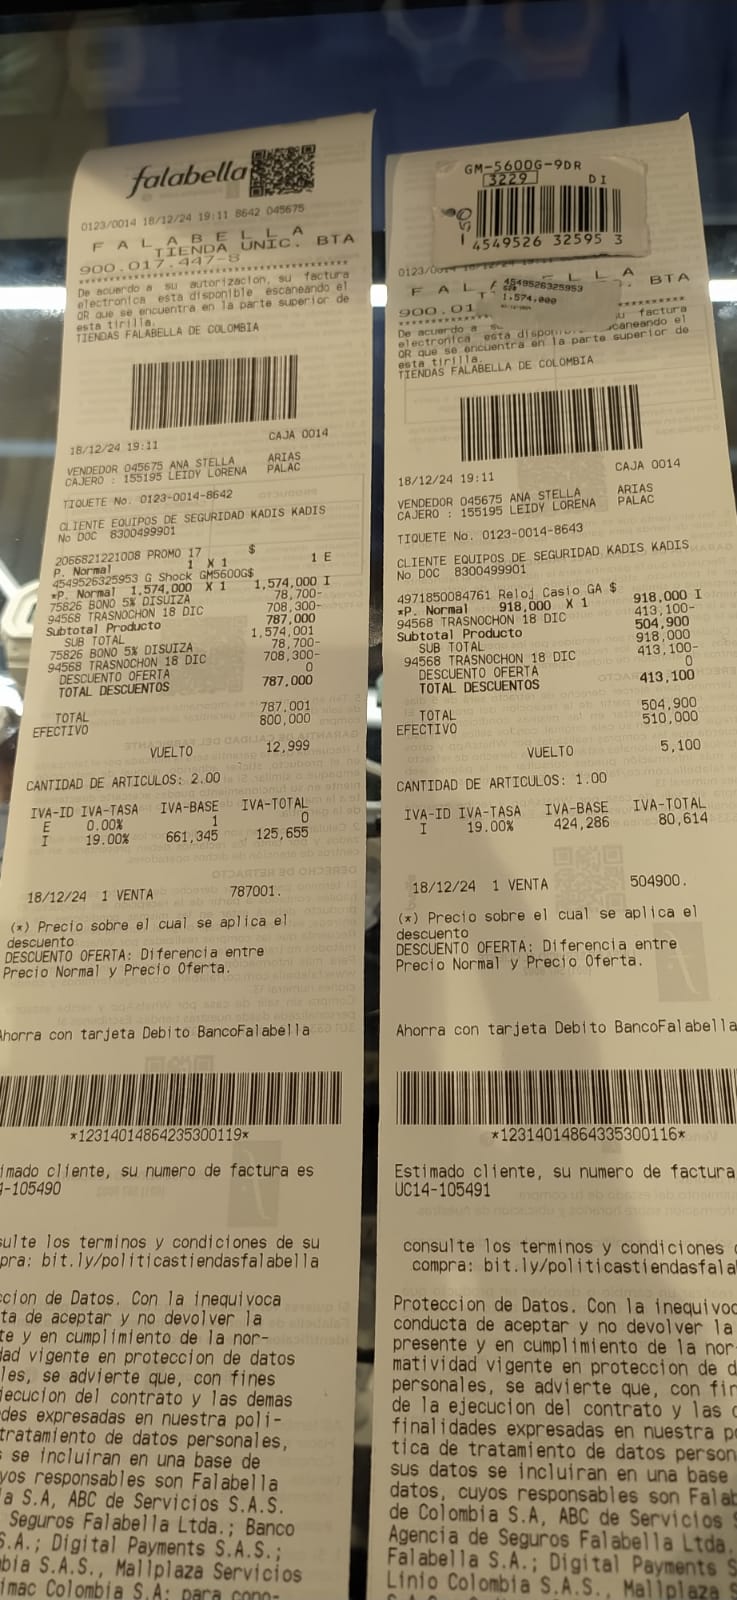 falabella
0123/0014 18/12/24 19:11 8642 045675
F A L A B E L L A
TIENDA UNIC. BTA
900.017.447-8
****************************************
De acuerdo a su autorizacion, su factura
electronica esta disponible escaneando el
QR que se encuentra en la parte superior de
esta tirilla.
TIENDAS FALABELLA DE COLOMBIA
18/12/24 19:11 CAJA 0014
VENDEDOR 045675 ANA STELLA ARIAS
CAJERO : 155195 LEIDY LORENA PALAC
TIQUETE No. 0123-0014-8642
CLIENTE EQUIPOS DE SEGURIDAD KADIS KADIS
No DOC 8300499901
2066821221008 PROMO 17 $
P. Normal 1 X 1 1 E
4549526325953 G Shock GM5600G$
*P. Normal 1,574,000 X 1 1,574,000 I
75826 BONO 5% DISUIZA 78,700-
94568 TRASNOCHON 18 DIC 708,300-
Subtotal Producto 787,000
SUB TOTAL 1,574,001
75826 BONO 5% DISUIZA 78,700-
94568 TRASNOCHON 18 DIC 708,300-
DESCUENTO OFERTA 0
TOTAL DESCUENTOS 787,000
TOTAL 787,001
EFECTIVO 800,000
VUELTO 12,999
CANTIDAD DE ARTICULOS: 2.00
IVA-ID IVA-TASA IVA-BASE IVA-TOTAL
E 0.00% 1 0
I 19.00% 661,345 125,655
18/12/24 1 VENTA 787001.
(*) Precio sobre el cual se aplica el
descuento
DESCUENTO OFERTA: Diferencia entre
Precio Normal y Precio Oferta.
Ahorra con tarjeta Debito BancoFalabella
*12314014864235300119*
imado cliente, su numero de factura es
4-105490
sulte los terminos y condiciones de su
pra: bit.ly/politicastiendasfalabella
cion de Datos. Con la inequivoca
ta de aceptar y no devolver la
te y en cumplimiento de la nor-
dad vigente en proteccion de datos
les, se advierte que, con fines
jecucion del contrato y las demas
des expresadas en nuestra poli-
tratamiento de datos personales,
s se incluiran en una base de
yos responsables son Falabella
ia S.A, ABC de Servicios S.A.S.
Seguros Falabella Ltda.; Banco
S.A.; Digital Payments S.A.S.;
bia S.A.S., Mallplaza Servicios
imac Colombia S.A; para cono-
GM-5600G-9DR
3229 DI
1 4549526 32595 3
4549526325953
1.574,000
0123/00
F A L L L A
BTA
900.01
De acuerdo a su factura
electronica esta dispon escaneando el
QR que se encuentra en la parte superior de
esta tirilla.
TIENDAS FALABELLA DE COLOMBIA
18/12/24 19:11 CAJA 0014
VENDEDOR 045675 ANA STELLA ARIAS
CAJERO : 155195 LEIDY LORENA PALAC
TIQUETE No. 0123-0014-8643
CLIENTE EQUIPOS DE SEGURIDAD KADIS KADIS
No DOC 8300499901
4971850084761 Reloj Casio GA $
*P. Normal 918,000 X 1 918,000 I
94568 TRASNOCHON 18 DIC 413,100-
Subtotal Producto 504,900
SUB TOTAL 918,000
94568 TRASNOCHON 18 DIC 413,100-
DESCUENTO OFERTA 0
TOTAL DESCUENTOS 413,100
TOTAL 504,900
EFECTIVO 510,000
VUELTO 5,100
CANTIDAD DE ARTICULOS: 1.00
IVA-ID IVA-TASA IVA-BASE IVA-TOTAL
I 19.00% 424,286 80,614
18/12/24 1 VENTA 504900.
(*) Precio sobre el cual se aplica el
descuento
DESCUENTO OFERTA: Diferencia entre
Precio Normal y Precio Oferta.
Ahorra con tarjeta Debito BancoFalabella
*12314014864335300116*
Estimado cliente, su numero de factura
UC14-105491
consulte los terminos y condiciones
compra: bit.ly/politicastiendasfala
Proteccion de Datos. Con la inequivoc
conducta de aceptar y no devolver la
presente y en cumplimiento de la nor-
matividad vigente en proteccion de d
personales, se advierte que, con fin
de la ejecucion del contrato y las
finalidades expresadas en nuestra po
tica de tratamiento de datos person
sus datos se incluiran en una base
datos, cuyos responsables son Falab
de Colombia S.A, ABC de Servicios S
Agencia de Seguros Falabella Ltda.
Falabella S.A.; Digital Payments S
Linio Colombia S.A.S., Mallplaza S